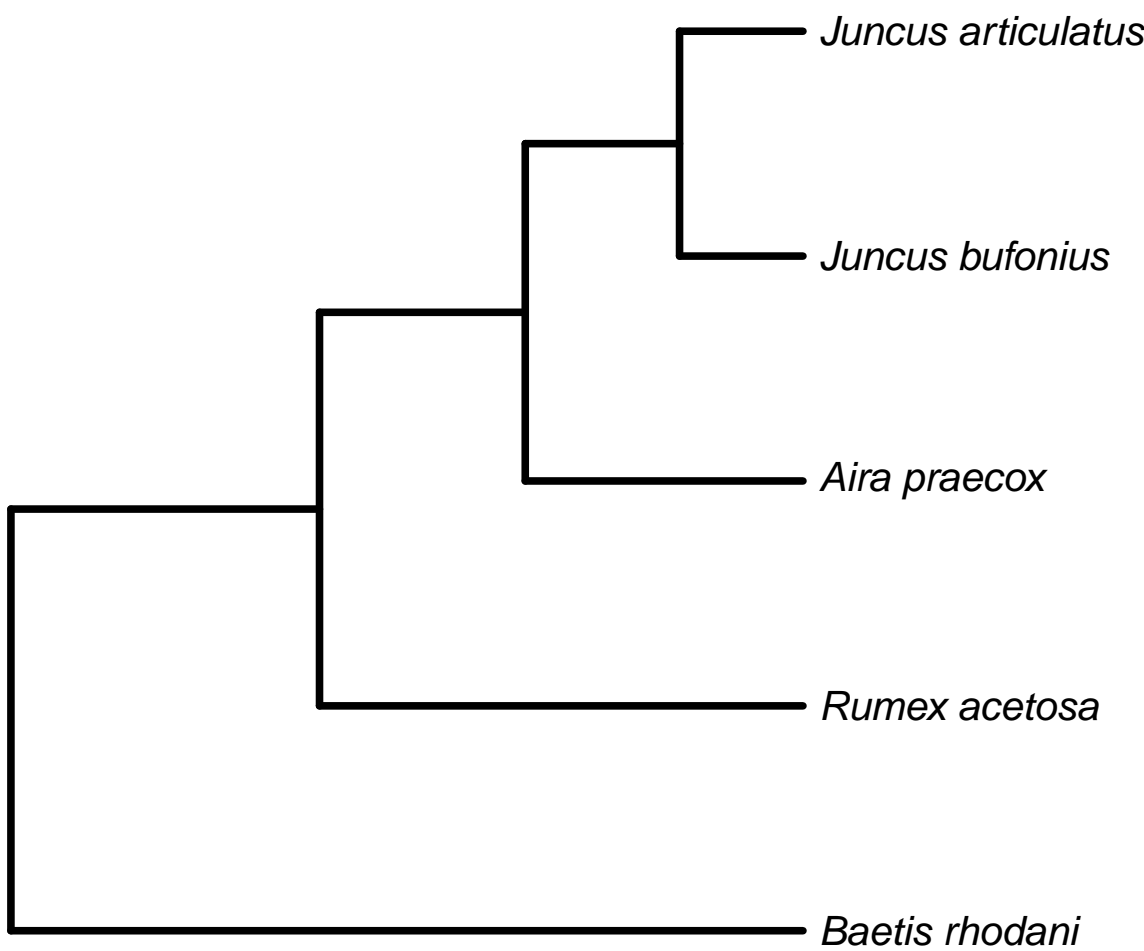 Juncus articulatus
Juncus bufonius
Aira praecox
Rumex acetosa
Baetis rhodani